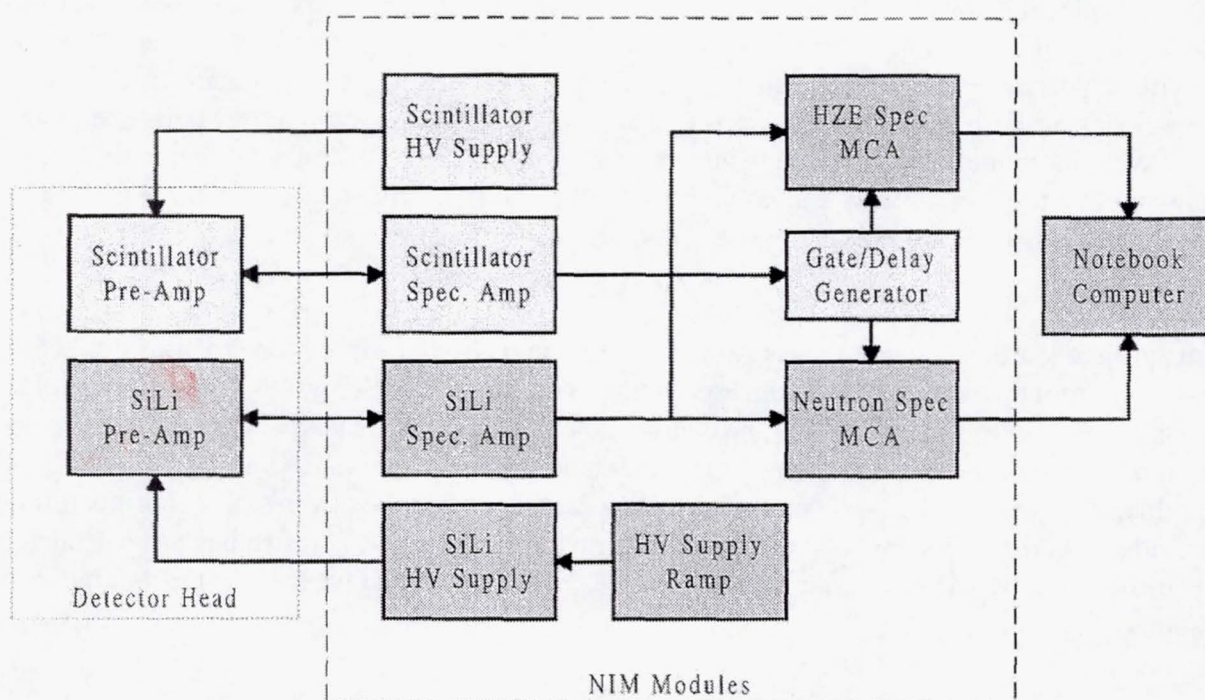 Scintillator
HV Supply
HZE Spec
MCA
Scintillator
Pre-Amp
Scintillator
Spec. Amp
Gate/Delay
Generator
Notebook
Computer
SiLi
Pre-Amp
SiLi
Spec. Amp
Neutron Spec
MCA
SiLi
HV Supply
HV Supply
Ramp
Detector Head
NIM Modules